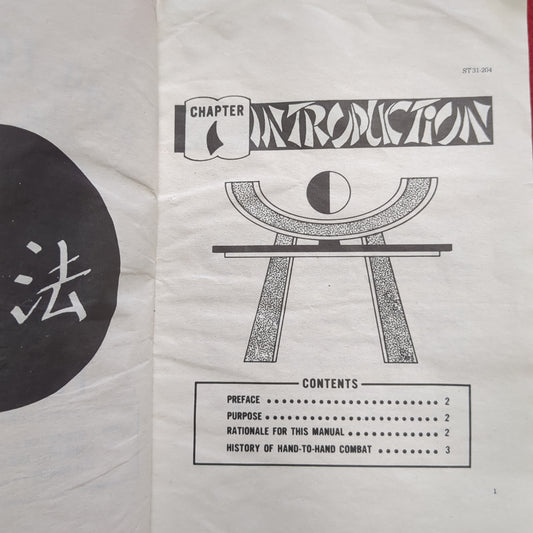 法
ST 31-204
CHAPTER
1
INTRODUCTION
CONTENTS
PREFACE ........................ 2
PURPOSE ........................ 2
RATIONALE FOR THIS MANUAL ............ 2
HISTORY OF HAND-TO-HAND COMBAT ........ 3
1